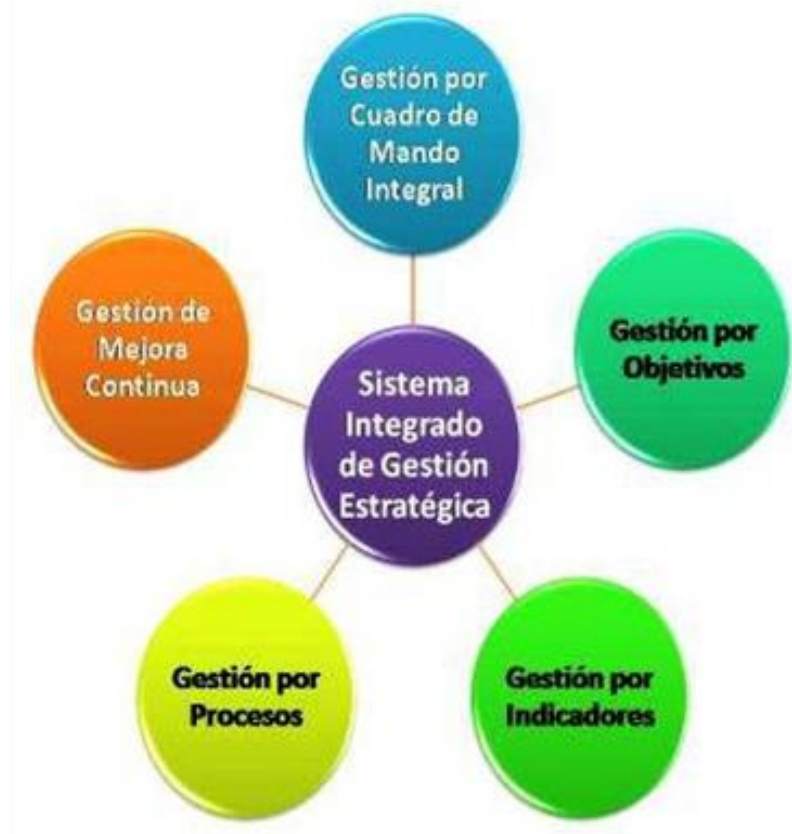 Gestión por
Cuadro de
Mando
Integral
Gestión de
Mejora
Continua
Gestión por
Objetivos
Sistema
Integrado
de Gestión
Estratégica
Gestión por
Procesos
Gestión por
Indicadores